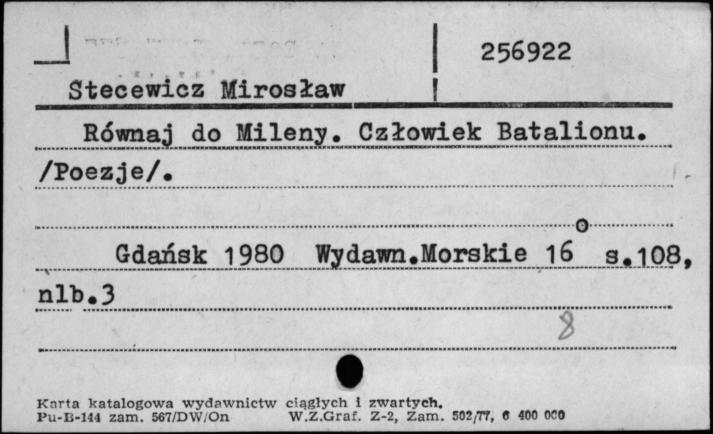 256922
Stecewicz Mirosław
Równaj do Mileny. Człowiek Batalionu.
/Poezje/.
Gdańsk 1980 Wydawn.Morskie 16° s.108,
nlb.3
8
Karta katalogowa wydawnictw ciągłych i zwartych.
Pu-B-144 zam. 567/DW/On W.Z.Graf. Z-2, Zam. 502/77, 6 400 000